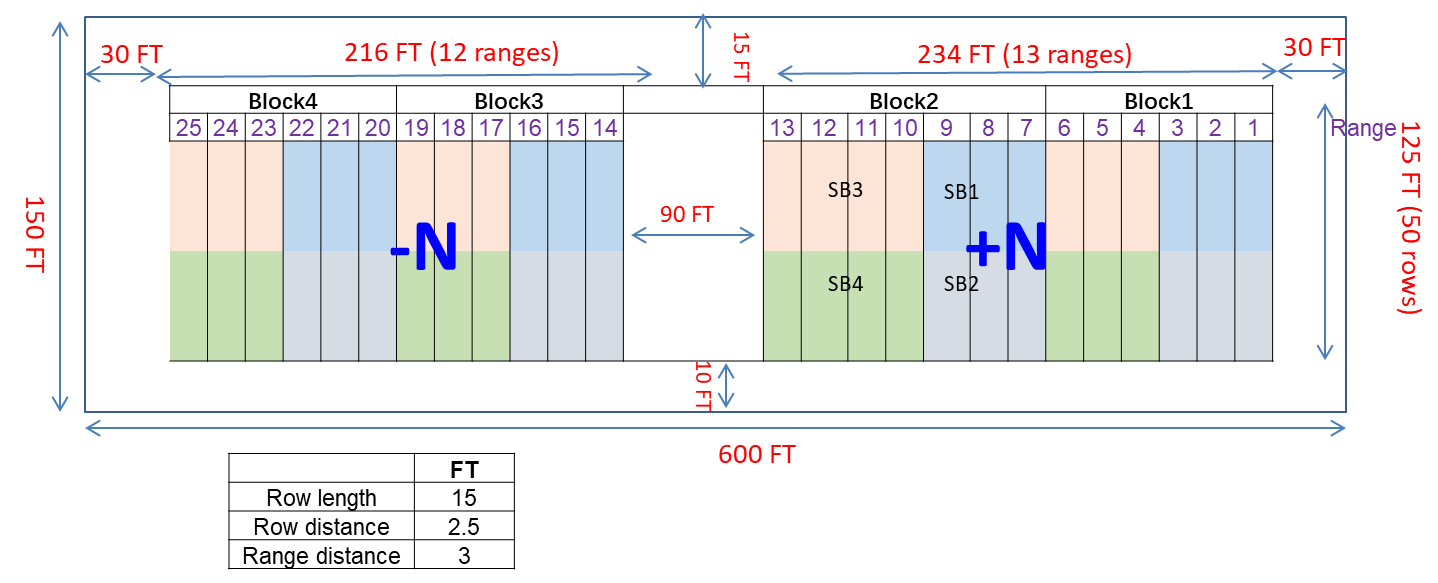 30 FT
216 FT (12 ranges)
15 FT
234 FT (13 ranges)
30 FT
Block4 Block3 Block2 Block1
25 24 23 22 21 20 19 18 17 16 15 14 13 12 11 10 9 8 7 6 5 4 3 2 1 Range
SB3 SB1
90 FT
-N +N
SB4 SB2
150 FT
125 FT (50 rows)
10 FT
600 FT
FT
Row length 15
Row distance 2.5
Range distance 3